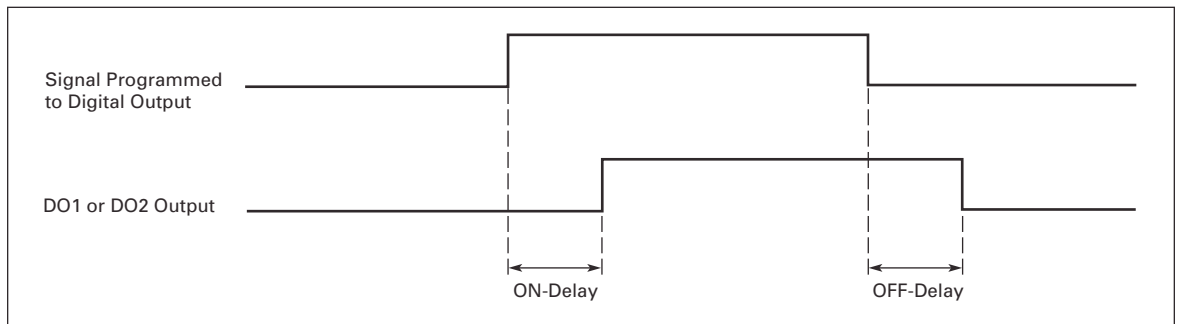 Signal Programmed
to Digital Output
DO1 or DO2 Output
ON-Delay
OFF-Delay